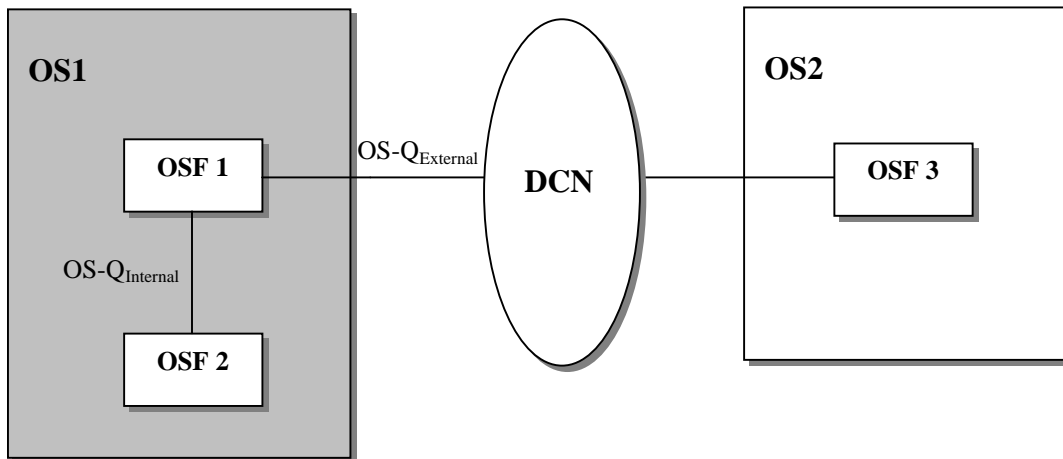 OS1
OS2
OSF 1
OS-QExternal
DCN
OSF 3
OS-QInternal
OSF 2